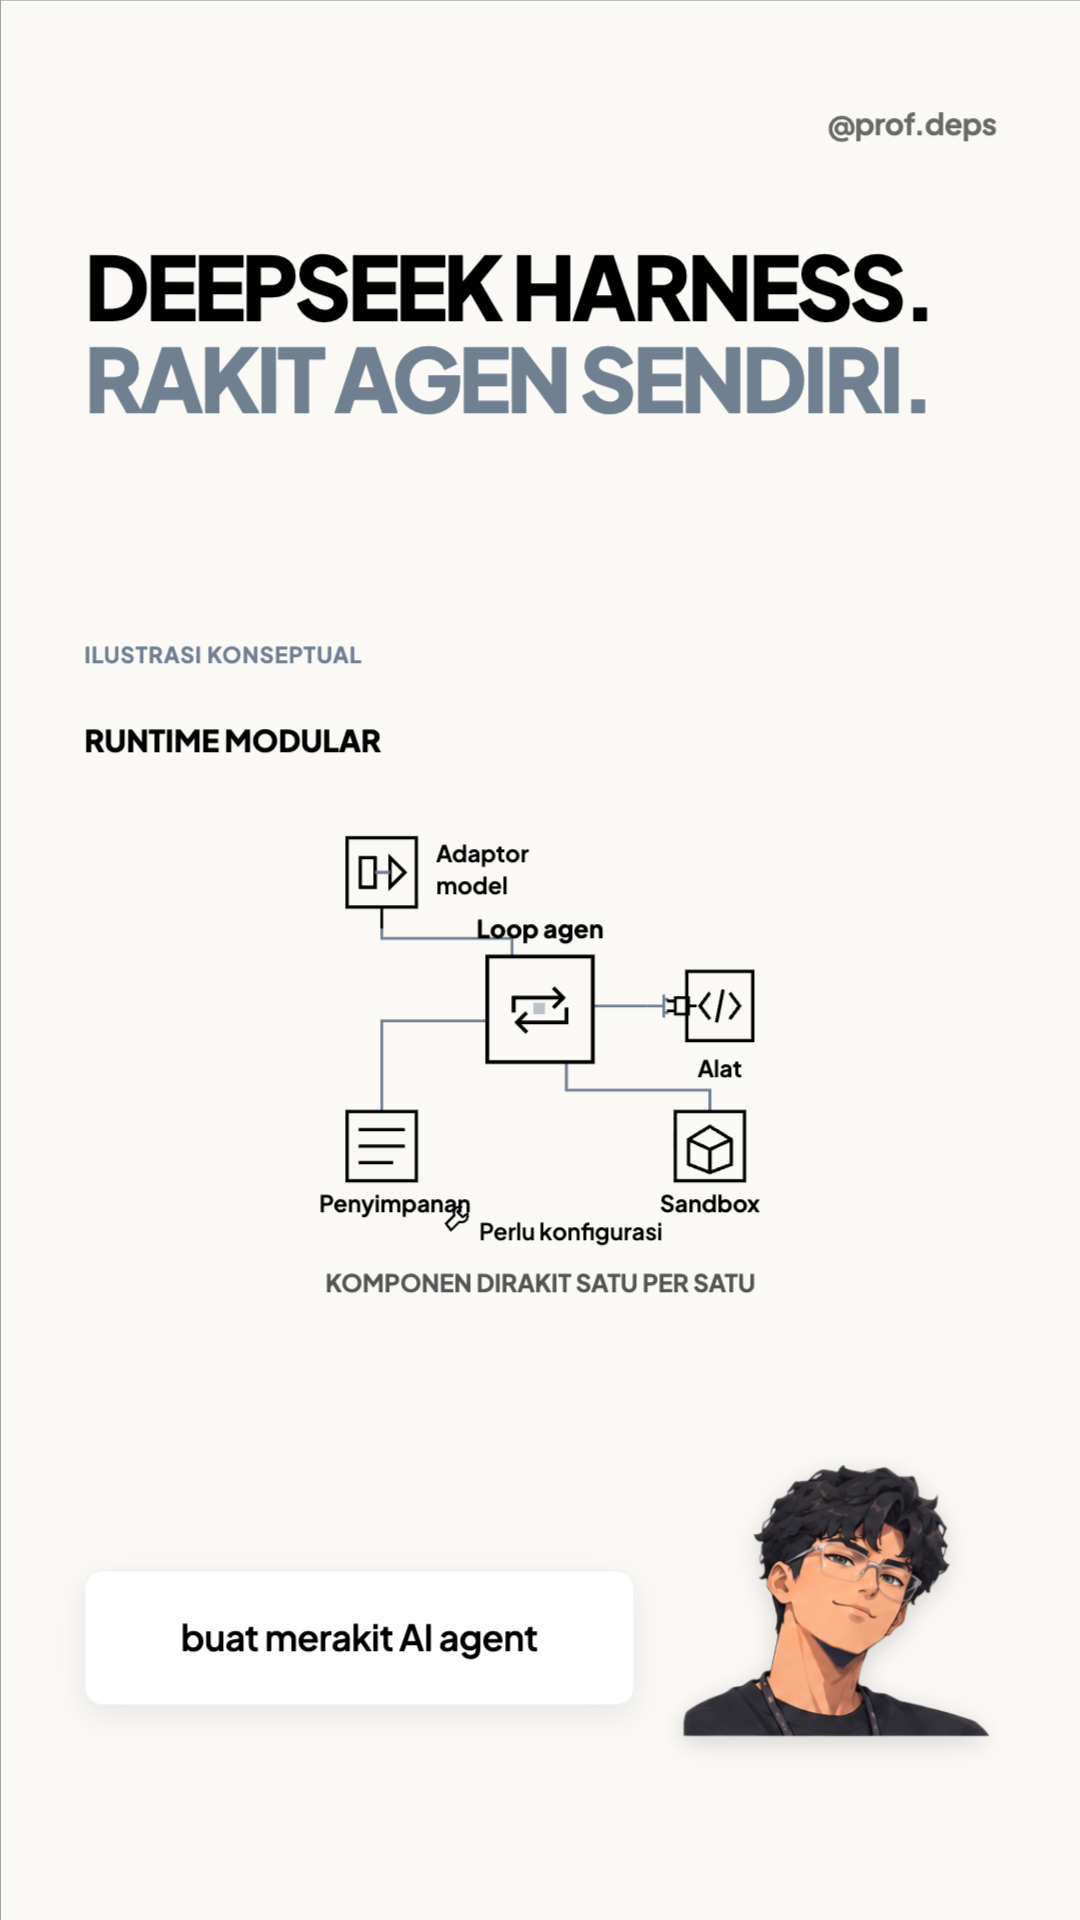 @prof.deps
DEEPSEEK HARNESS.
RAKIT AGEN SENDIRI.
ILUSTRASI KONSEPTUAL
RUNTIME MODULAR
Adaptor
model
Loop agen
Alat
Penyimpanan
Sandbox
Perlu konfigurasi
KOMPONEN DIRAKIT SATU PER SATU
buat merakit AI agent